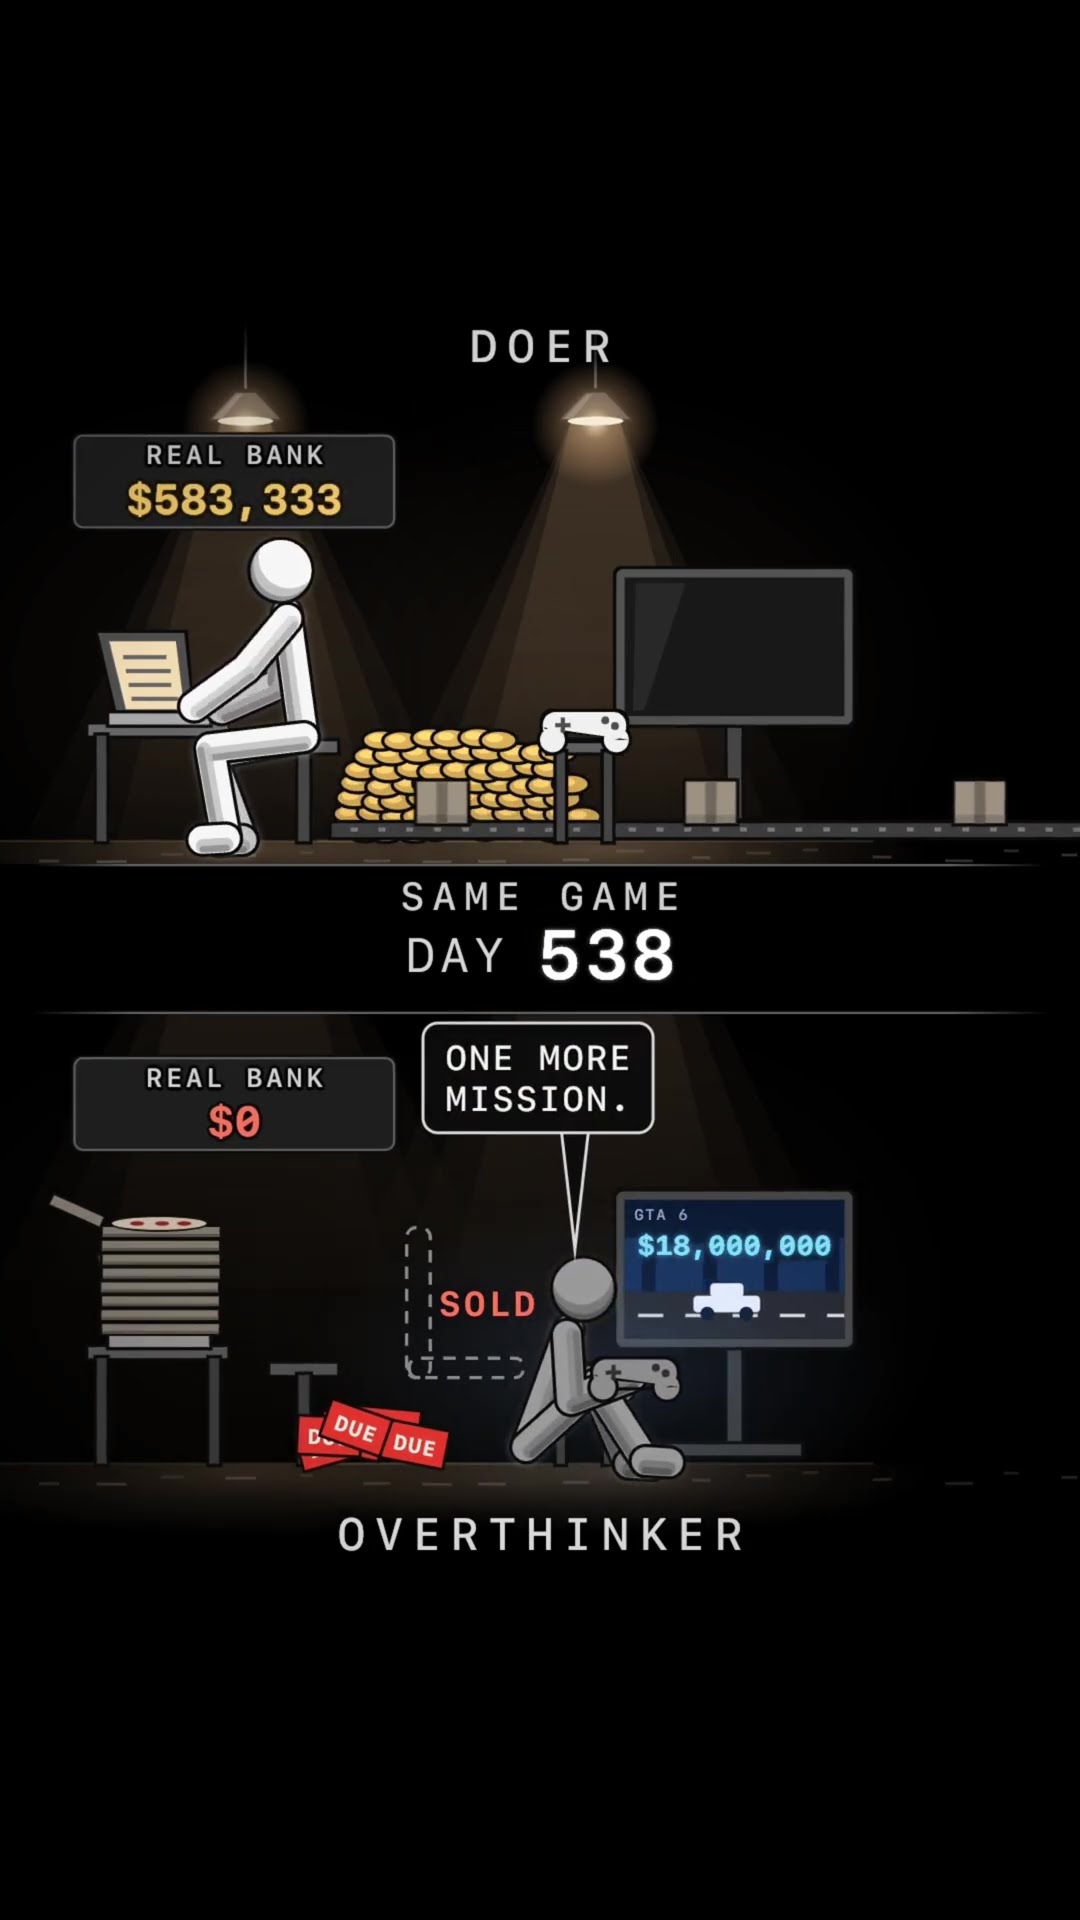 DOER
REAL BANK
$583,333
SAME GAME
DAY 538
REAL BANK
$0
ONE MORE
MISSION.
GTA 6
$18,000,000
SOLD
DUE
DUE
OVERTHINKER